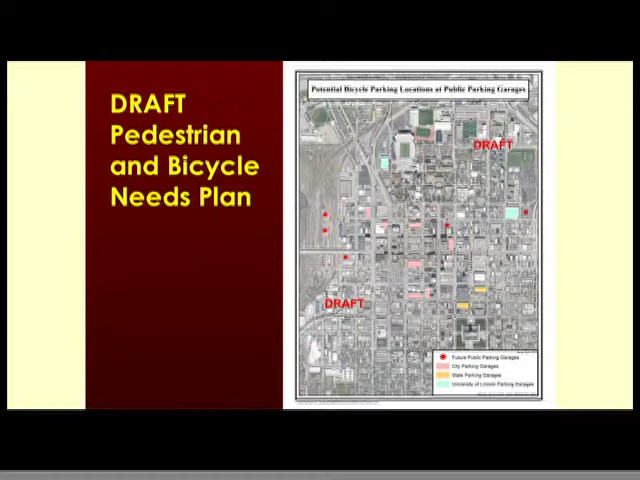 DRAFT
Pedestrian
and Bicycle
Needs Plan
Potential Bicycle Parking Locations at Public Parking Garages
DRAFT
DRAFT
Future Public Parking Garages
City Parking Garages
State Parking Garages
University of Lincoln Parking Garages